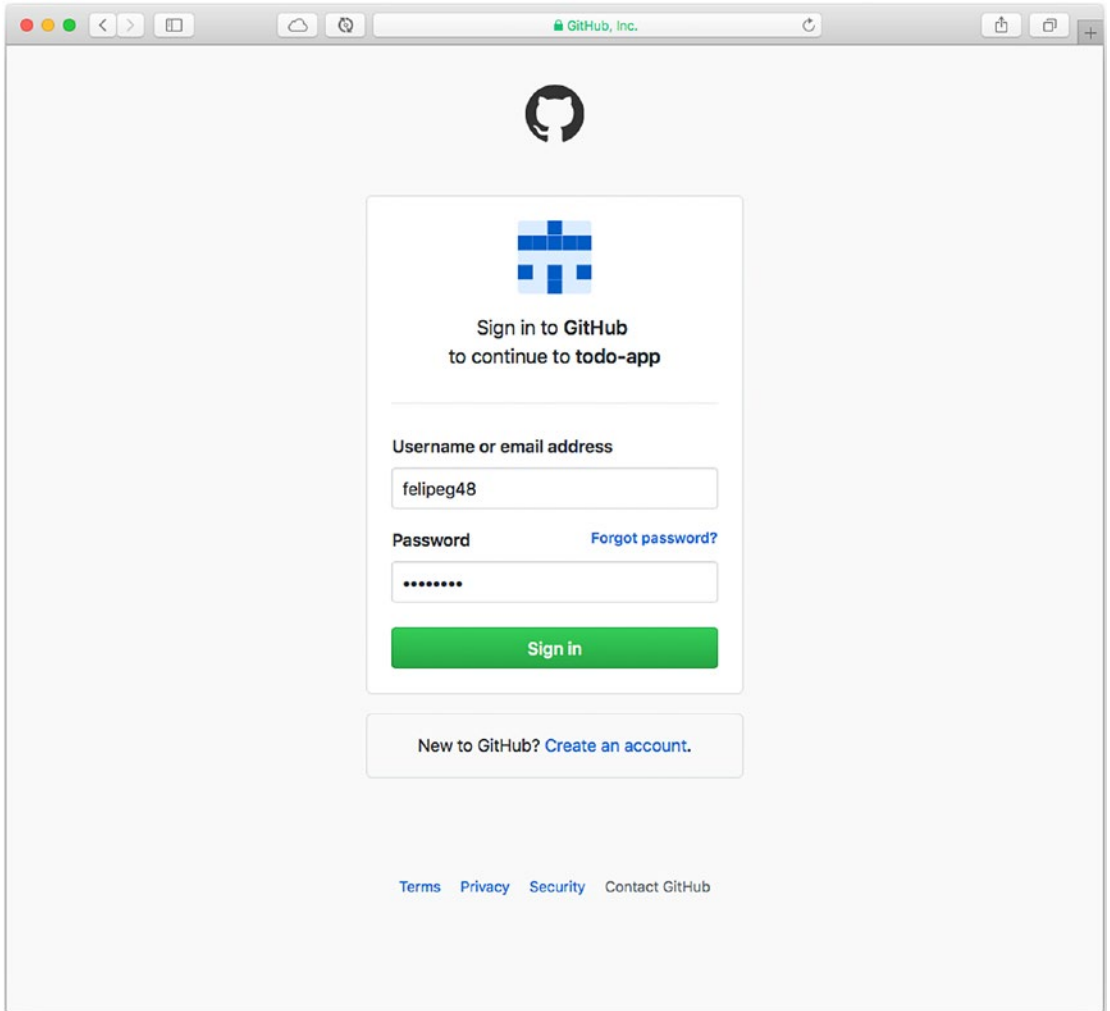 GitHub, Inc.
Sign in to GitHub
to continue to todo-app
Username or email address
felipeg48
Password Forgot password?
••••••••
Sign in
New to GitHub? Create an account.
Terms Privacy Security Contact GitHub